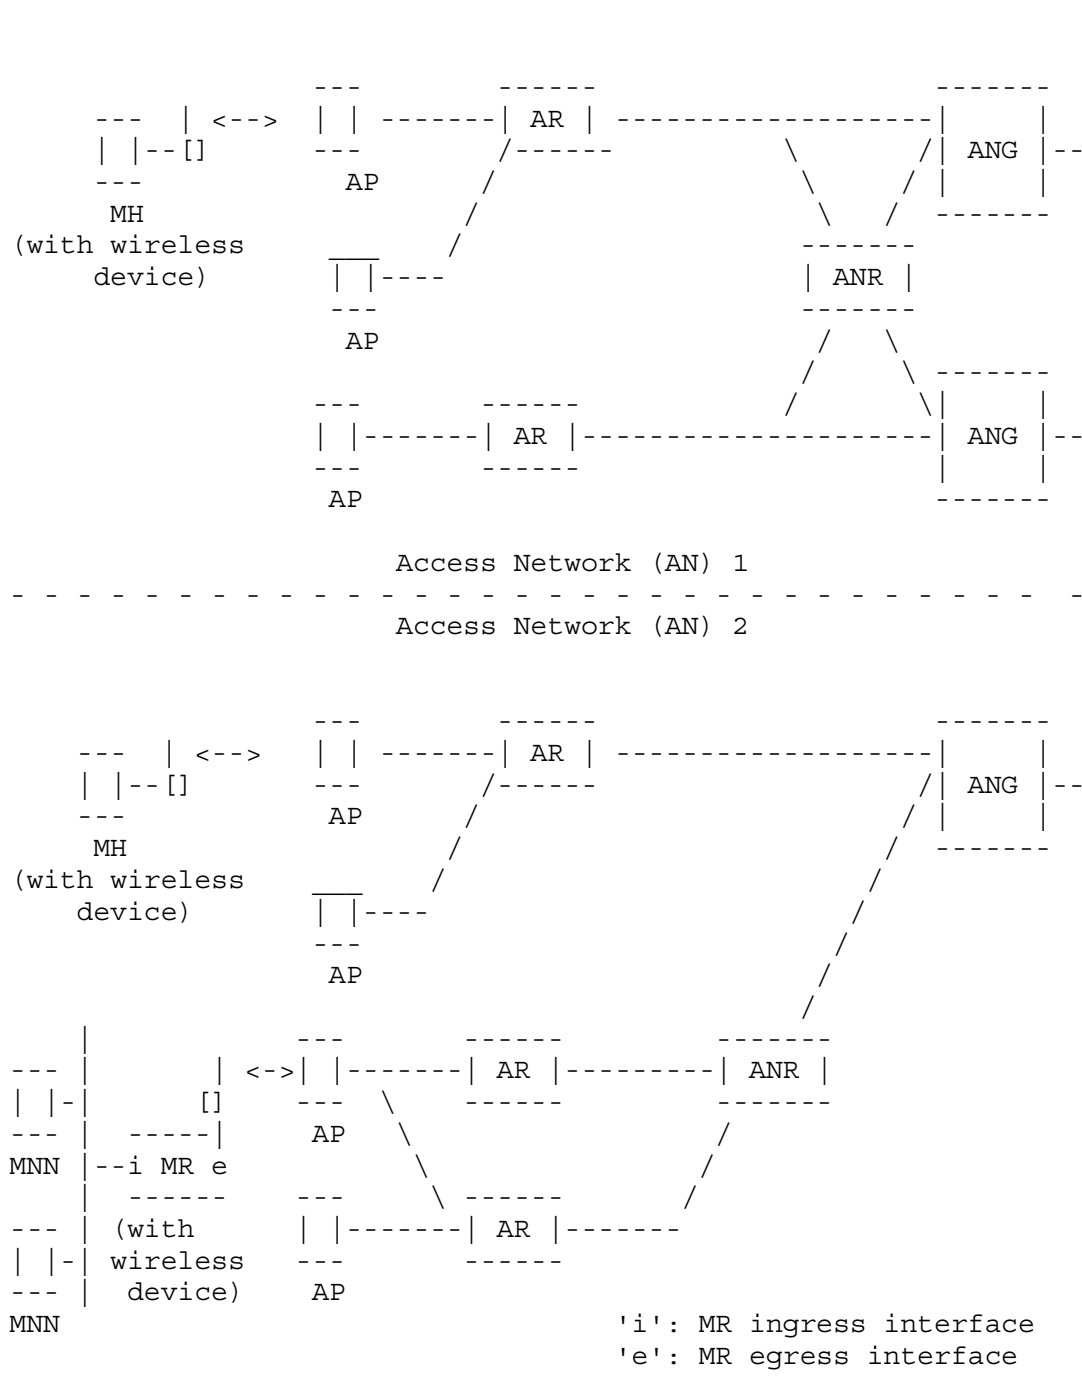 AR
ANG
AP
MH
(with wireless
device)
ANR
AP
AR ANG
AP
Access Network (AN) 1
Access Network (AN) 2
AR
ANG
AP
MH
(with wireless
device)
AP
AR ANR
[]
AP
MNN i MR e
(with AR
wireless
device) AP
MNN 'i': MR ingress interface
'e': MR egress interface